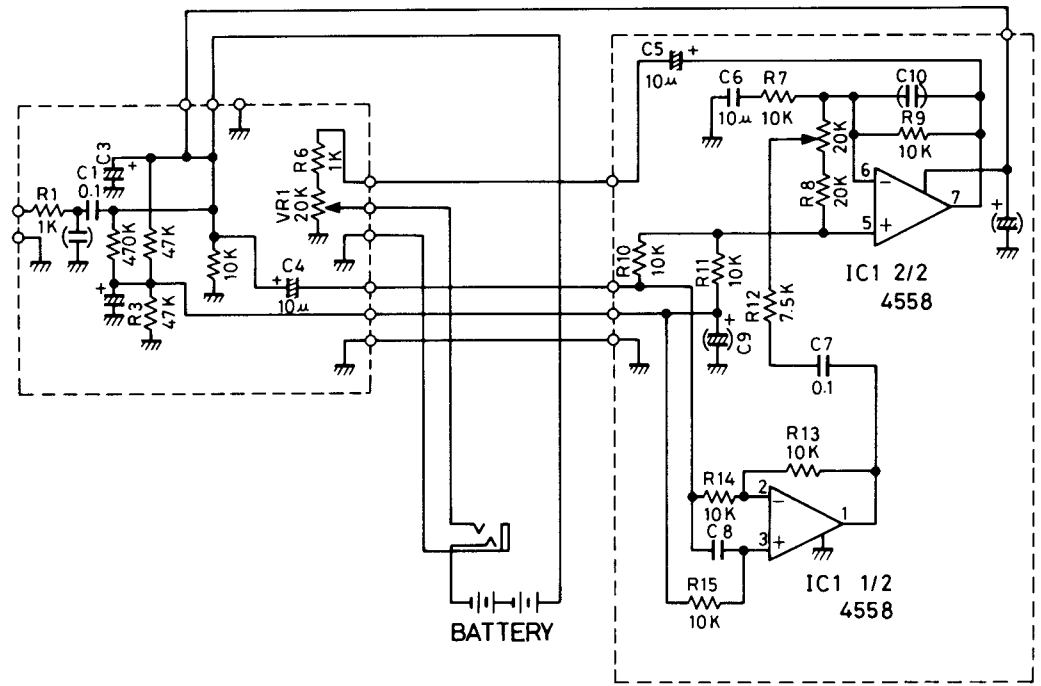 C5
+
10μ
C6
10μ
R7
10K
(C10)
R9
10K
20K
R8
20K
6
−
7
5
+
+
IC1 2/2
4558
C3
+
R1
1K
C1
0.1
470K
47K
+
R3
47K
10K
R6
1K
VR1
20K
+
C4
10μ
R10
10K
R11
10K
+
C9
R12
7.5K
C7
0.1
R13
10K
R14
10K
2
−
C8
3
+
1
R15
10K
IC1 1/2
4558
BATTERY